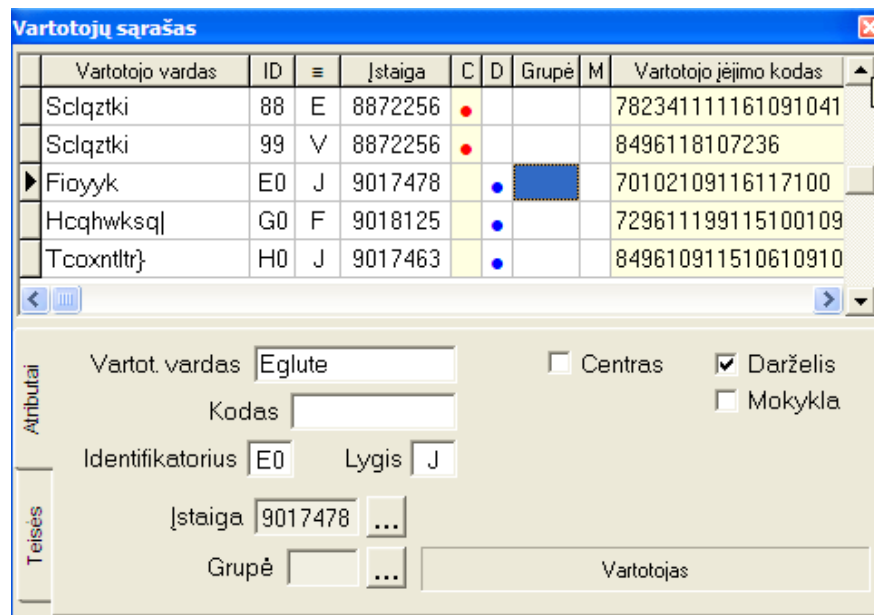 Vartotojų sąrašas
Vartotojo vardas ID ≡ Įstaiga C D Grupė M Vartotojo įėjimo kodas
Sclqztki 88 E 8872256 782341111161091041
Sclqztki 99 V 8872256 8496118107236
Fioyyk E0 J 9017478 70102109116117100
Hcqhwksq| G0 F 9018125 729611199115100109
Tcoxntltr} H0 J 9017463 849610911510610910
Atributai
Vartot. vardas Eglute Centras Darželis
Kodas Mokykla
Identifikatorius E0 Lygis J
Teisės
Įstaiga 9017478 ...
Grupė ... Vartotojas